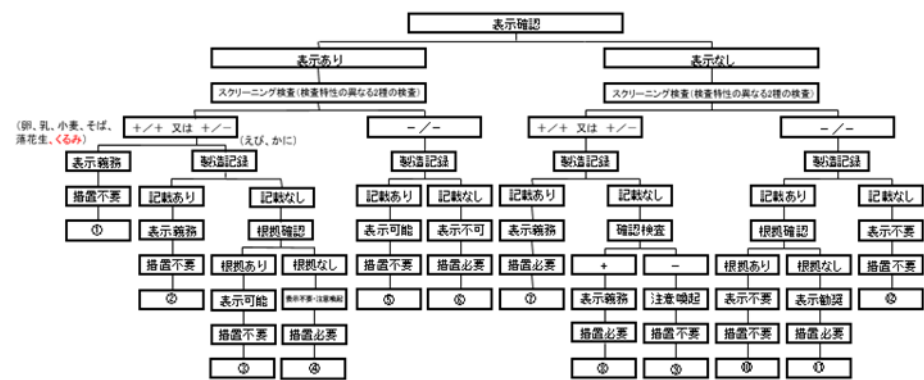 表示確認
表示あり
表示なし
スクリーニング検査(検査特性の異なる2種の検査)
スクリーニング検査(検査特性の異なる2種の検査)
(卵、乳、小麦、そば、
落花生、くるみ)
+/+ 又は +/-
(えび、かに)
-/-
+/+ 又は +/-
-/-
表示義務
製造記録
製造記録
製造記録
製造記録
措置不要
記載あり
記載なし
記載あり
記載なし
記載あり
記載なし
記載あり
記載なし
①
表示義務
根拠確認
表示可能
表示不可
表示義務
確認検査
根拠確認
表示不要
措置不要
根拠あり
根拠なし
措置不要
措置必要
措置必要
+
-
根拠あり
根拠なし
措置不要
②
表示可能
表示不要・注意喚起
⑤
⑥
⑦
表示義務
注意喚起
表示不要
表示勧奨
⑫
措置不要
措置必要
措置必要
措置不要
措置不要
措置必要
③
④
⑧
⑨
⑩
⑪